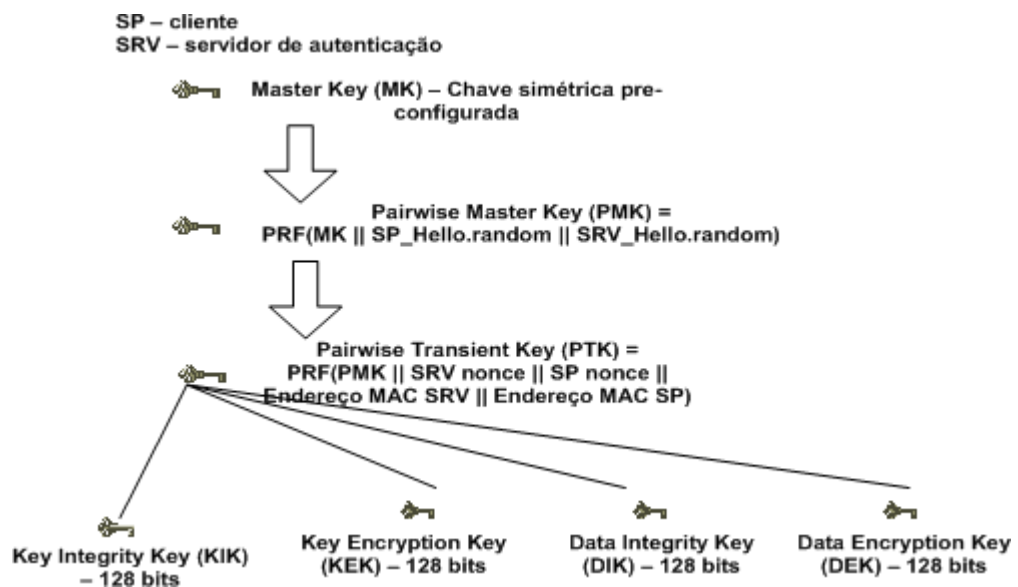 SP – cliente
SRV – servidor de autenticação
Master Key (MK) – Chave simétrica pre-
configurada
Pairwise Master Key (PMK) =
PRF(MK || SP_Hello.random || SRV_Hello.random)
Pairwise Transient Key (PTK) =
PRF(PMK || SRV nonce || SP nonce ||
Endereço MAC SRV || Endereço MAC SP)
Key Integrity Key (KIK)
– 128 bits
Key Encryption Key
(KEK) – 128 bits
Data Integrity Key
(DIK) – 128 bits
Data Encryption Key
(DEK) – 128 bits